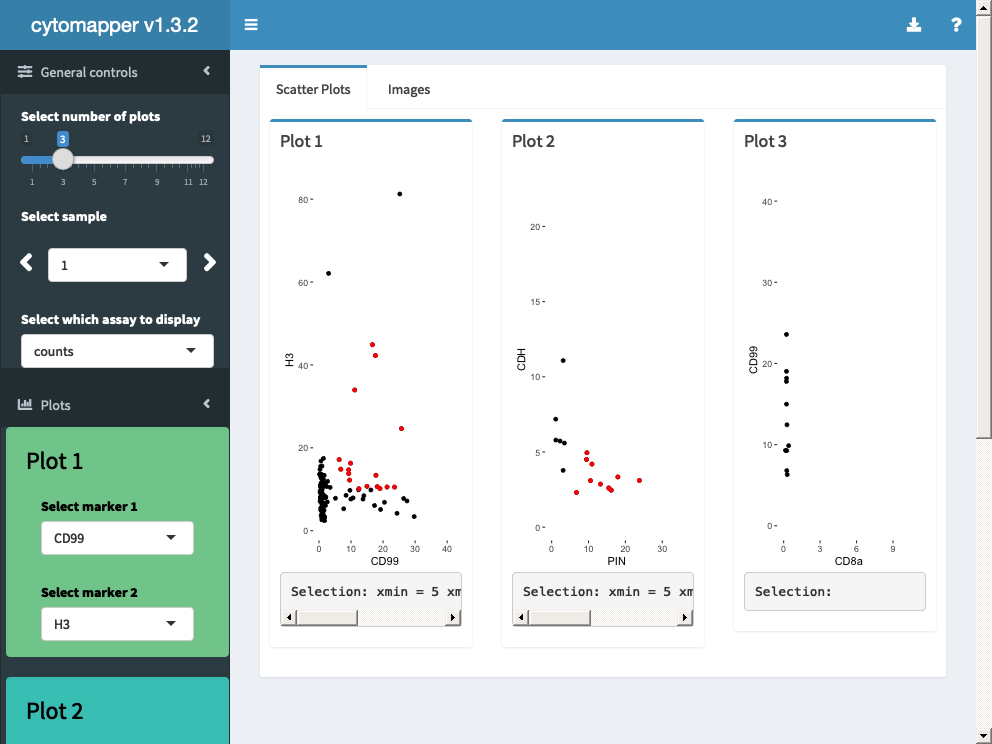 cytomapper v1.3.2
?
General controls
Select number of plots
1 3 12
1 3 5 7 9 11 12
Select sample
1
Select which assay to display
counts
Plots
Plot 1
Select marker 1
CD99
Select marker 2
H3
Plot 2
Scatter Plots Images
Plot 1
80
60
40
20
0
H3
0 10 20 30 40
CD99
Selection: xmin = 5 xm
Plot 2
20
15
10
5
0
CDH
0 10 20 30
PIN
Selection: xmin = 5 xm
Plot 3
40
30
20
10
0
CD99
0 3 6 9
CD8a
Selection: